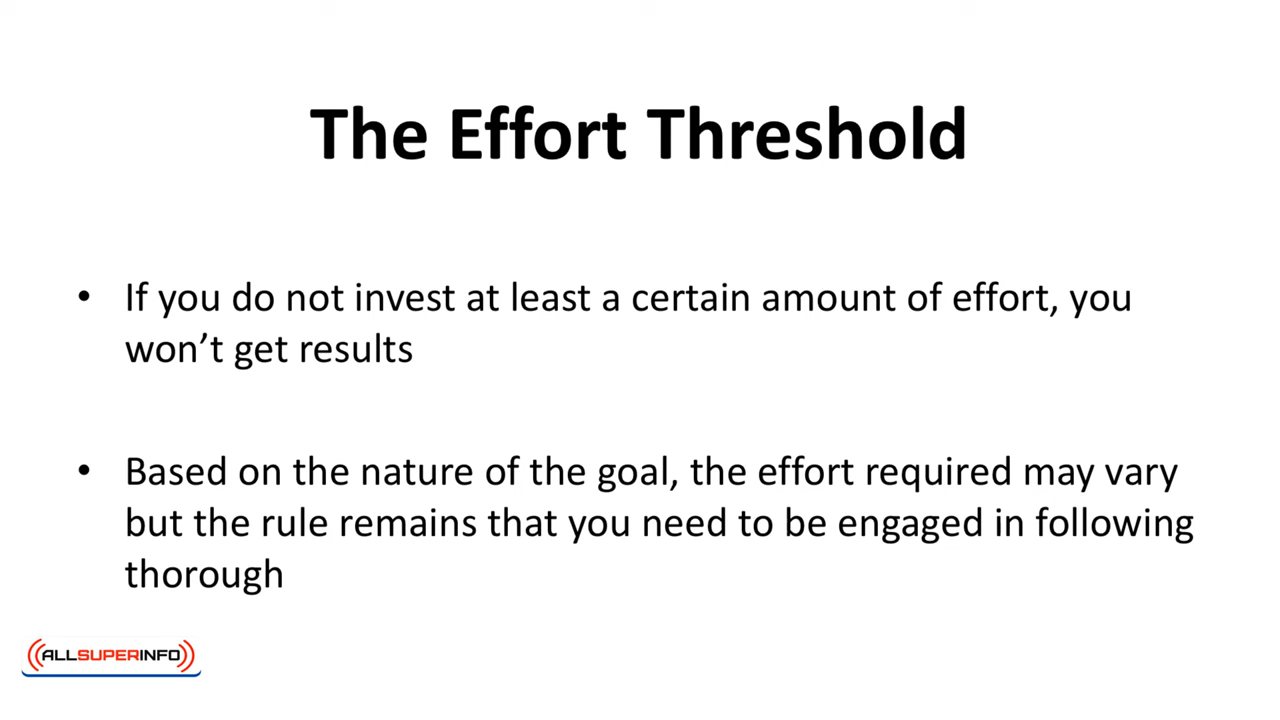 The Effort Threshold
• If you do not invest at least a certain amount of effort, you
won’t get results
• Based on the nature of the goal, the effort required may vary
but the rule remains that you need to be engaged in following
thorough
((ALLSUPERINFO))